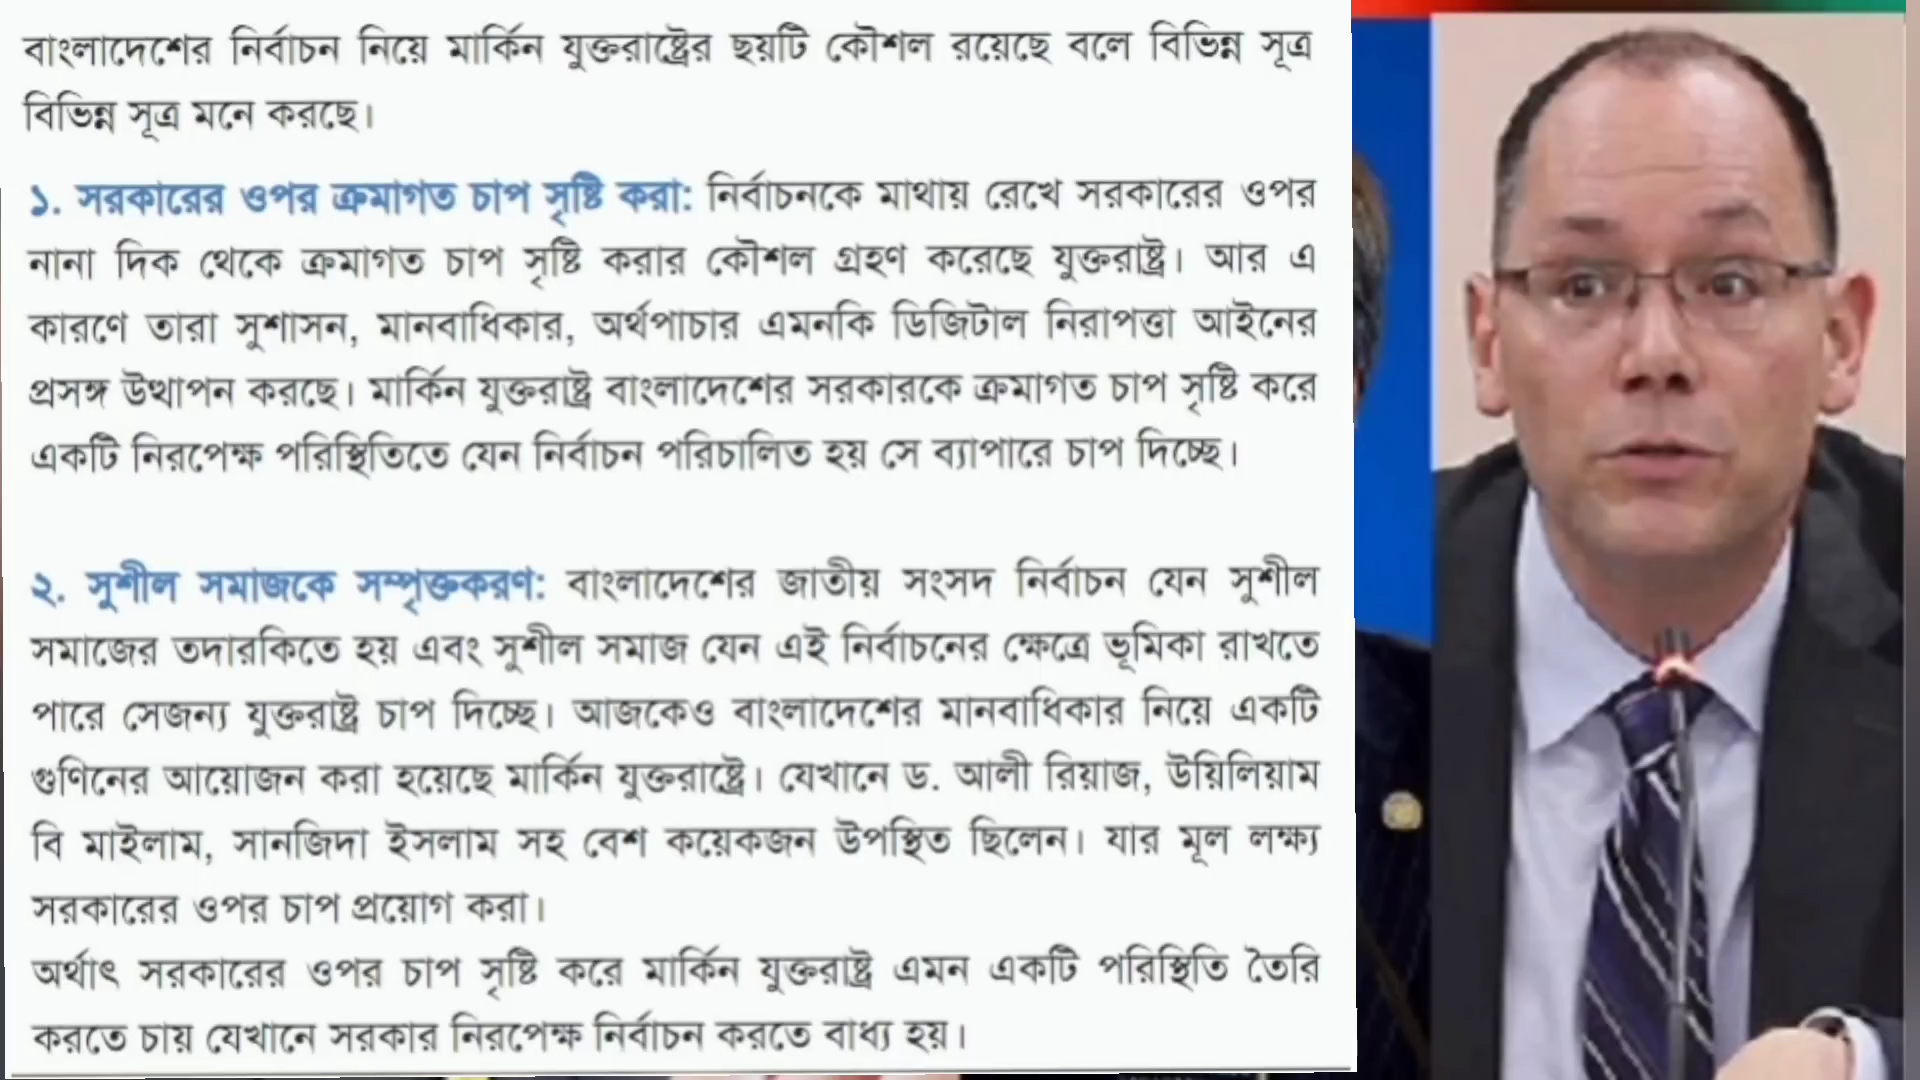 বাংলাদেশের নির্বাচন নিয়ে মার্কিন যুক্তরাষ্ট্রের ছয়টি কৌশল রয়েছে বলে বিভিন্ন সূত্র
বিভিন্ন সূত্র মনে করছে।
১. সরকারের ওপর ক্রমাগত চাপ সৃষ্টি করা: নির্বাচনকে মাথায় রেখে সরকারের ওপর
নানা দিক থেকে ক্রমাগত চাপ সৃষ্টি করার কৌশল গ্রহণ করেছে যুক্তরাষ্ট্র। আর এ
কারণে তারা সুশাসন, মানবাধিকার, অর্থপাচার এমনকি ডিজিটাল নিরাপত্তা আইনের
প্রসঙ্গ উত্থাপন করছে। মার্কিন যুক্তরাষ্ট্র বাংলাদেশের সরকারকে ক্রমাগত চাপ সৃষ্টি করে
একটি নিরপেক্ষ পরিস্থিতিতে যেন নির্বাচন পরিচালিত হয় সে ব্যাপারে চাপ দিচ্ছে।
২. সুশীল সমাজকে সম্পৃক্তকরণ: বাংলাদেশের জাতীয় সংসদ নির্বাচন যেন সুশীল
সমাজের তদারকিতে হয় এবং সুশীল সমাজ যেন এই নির্বাচনের ক্ষেত্রে ভূমিকা রাখতে
পারে সেজন্য যুক্তরাষ্ট্র চাপ দিচ্ছে। আজকেও বাংলাদেশের মানবাধিকার নিয়ে একটি
গুণিনের আয়োজন করা হয়েছে মার্কিন যুক্তরাষ্ট্রে। যেখানে ড. আলী রিয়াজ, উয়িলিয়াম
বি মাইলাম, সানজিদা ইসলাম সহ বেশ কয়েকজন উপস্থিত ছিলেন। যার মূল লক্ষ্য
সরকারের ওপর চাপ প্রয়োগ করা।
অর্থাৎ সরকারের ওপর চাপ সৃষ্টি করে মার্কিন যুক্তরাষ্ট্র এমন একটি পরিস্থিতি তৈরি
করতে চায় যেখানে সরকার নিরপেক্ষ নির্বাচন করতে বাধ্য হয়।